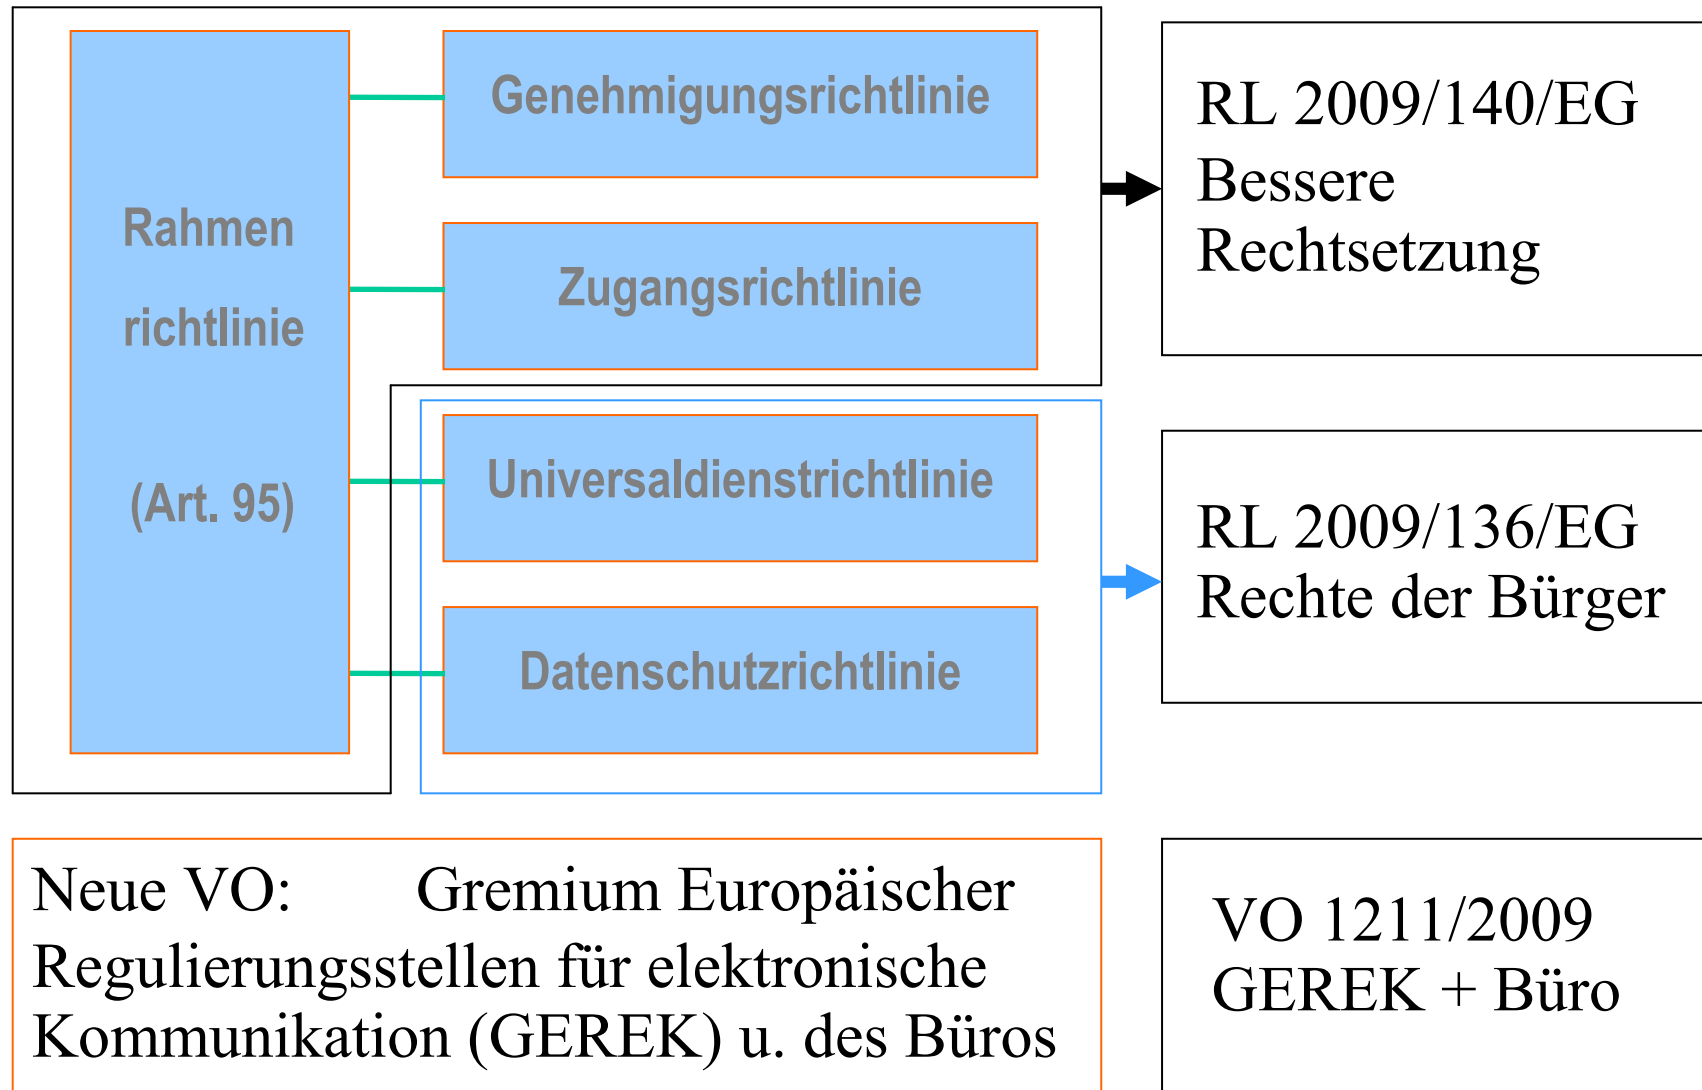 Rahmen
richtlinie
(Art. 95)
Genehmigungsrichtlinie
Zugangsrichtlinie
Universaldienstrichtlinie
Datenschutzrichtlinie
RL 2009/140/EG
Bessere
Rechtsetzung
RL 2009/136/EG
Rechte der Bürger
Neue VO: Gremium Europäischer
Regulierungsstellen für elektronische
Kommunikation (GEREK) u. des Büros
VO 1211/2009
GEREK + Büro